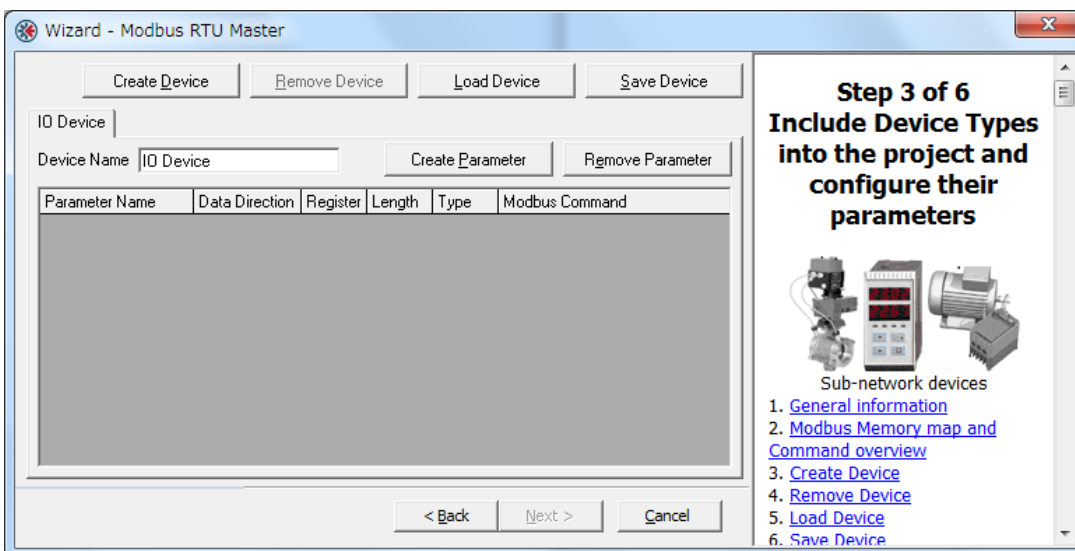 Wizard - Modbus RTU Master
Create Device
Remove Device
Load Device
Save Device
IO Device
Device Name
IO Device
Create Parameter
Remove Parameter
Parameter Name
Data Direction
Register
Length
Type
Modbus Command
< Back
Next >
Cancel
Step 3 of 6
Include Device Types
into the project and
configure their
parameters
Sub-network devices
1. General information
2. Modbus Memory map and
Command overview
3. Create Device
4. Remove Device
5. Load Device
6. Save Device